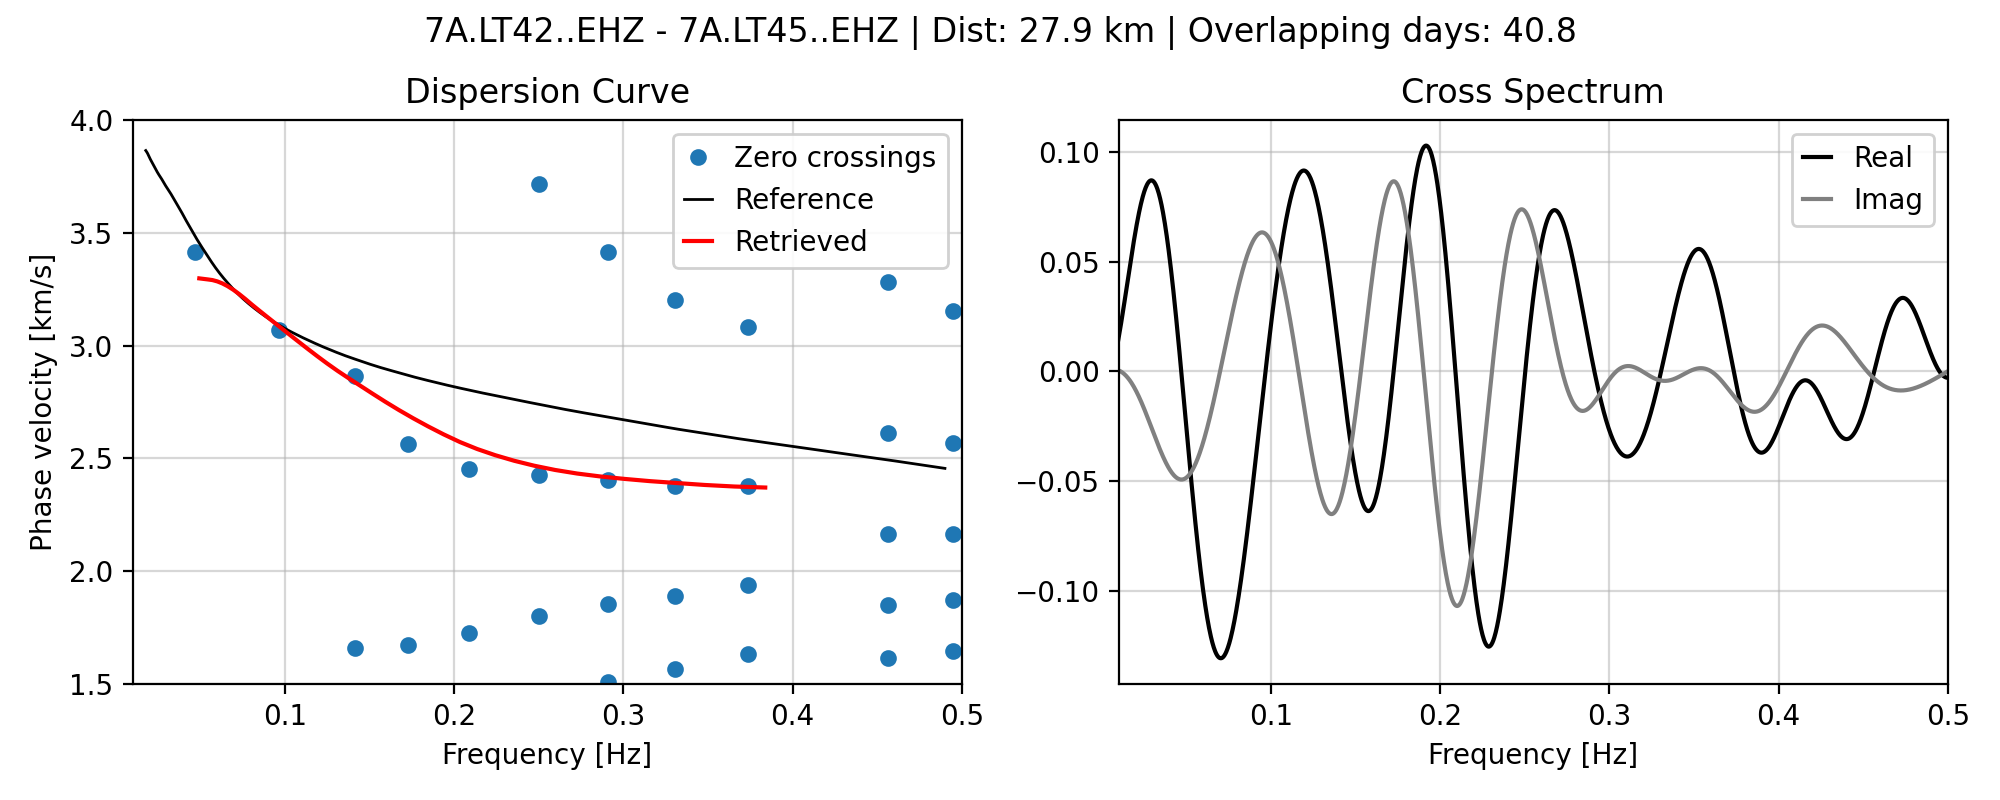 7A.LT42..EHZ - 7A.LT45..EHZ | Dist: 27.9 km | Overlapping days: 40.8
Dispersion Curve
4.0
3.5
3.0
2.5
2.0
1.5
Phase velocity [km/s]
Zero crossings
Reference
Retrieved
0.1 0.2 0.3 0.4 0.5
Frequency [Hz]
Cross Spectrum
0.10
0.05
0.00
−0.05
−0.10
Real
Imag
0.1 0.2 0.3 0.4 0.5
Frequency [Hz]